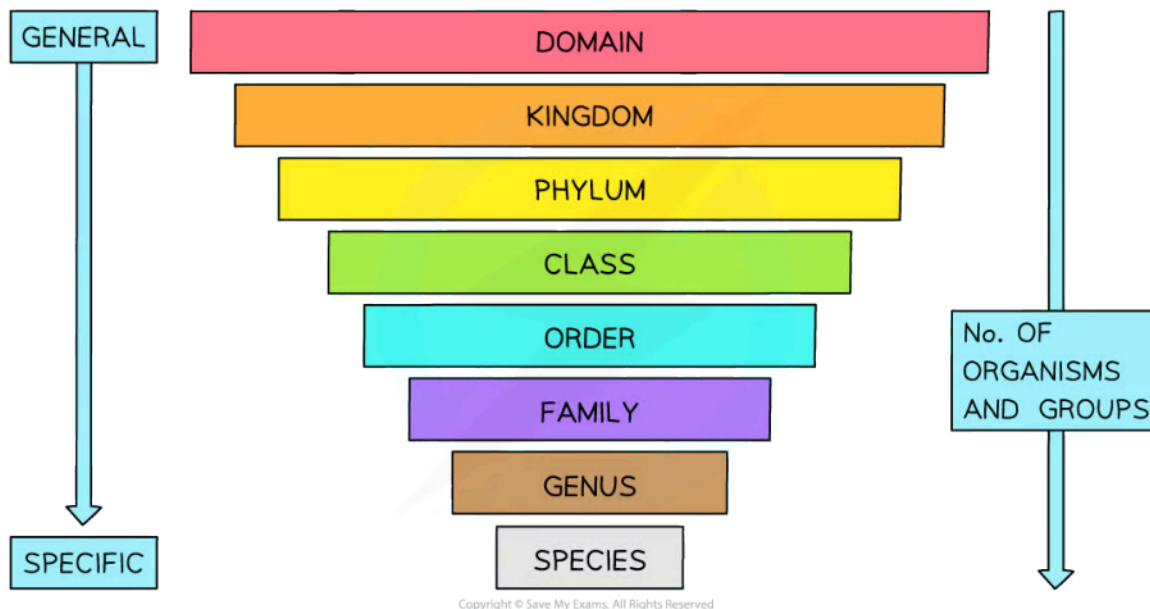 GENERAL
DOMAIN
KINGDOM
PHYLUM
CLASS
ORDER
No. OF
ORGANISMS
AND GROUPS
FAMILY
GENUS
SPECIES
SPECIFIC
Copyright © Save My Exams. All Rights Reserved